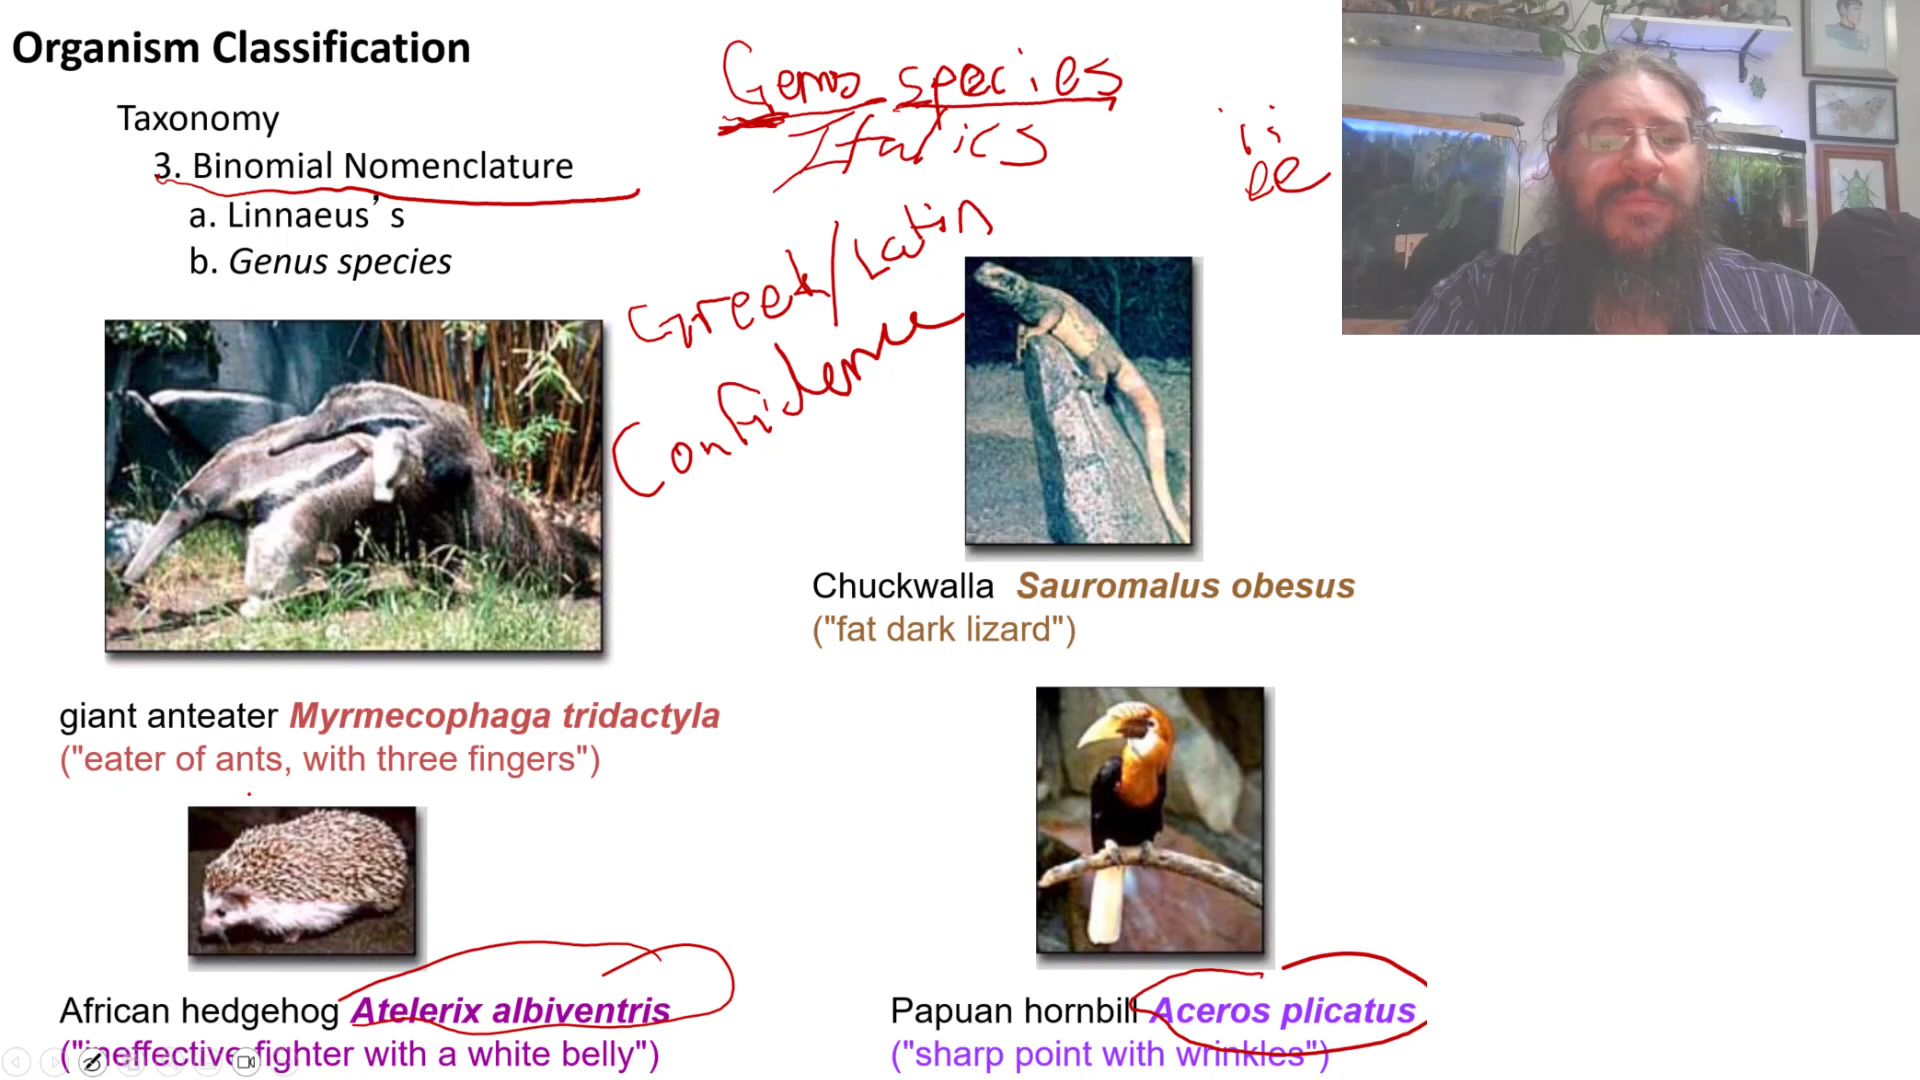 Organism Classification
Taxonomy
3. Binomial Nomenclature
a. Linnaeus's
b. Genus species
Genus species
Italics
Greek/Latin
Confidence
ii
ee
Chuckwalla Sauromalus obesus
("fat dark lizard")
giant anteater Myrmecophaga tridactyla
("eater of ants, with three fingers")
African hedgehog Atelerix albiventris
("ineffective fighter with a white belly")
Papuan hornbill Aceros plicatus
("sharp point with wrinkles")